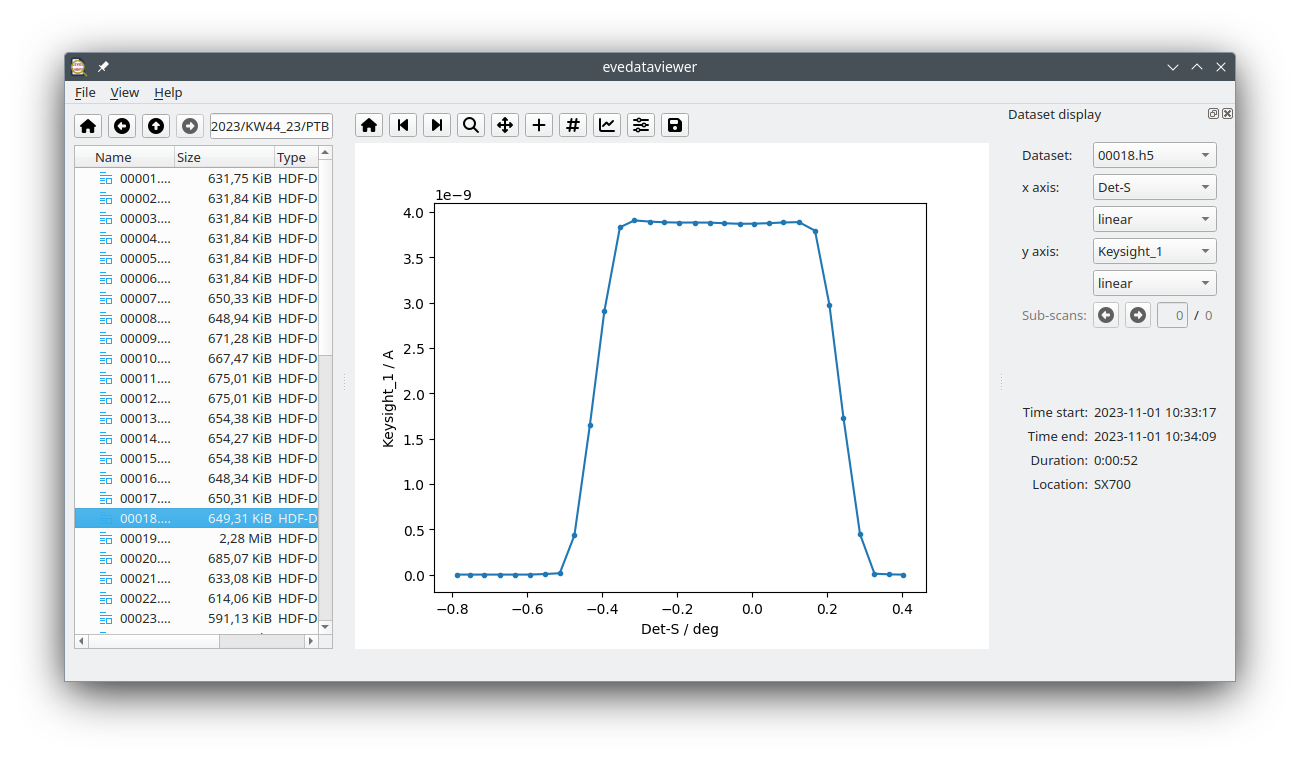 evedataviewer
File View Help
2023/KW44_23/PTB
Name Size Type
00001.... 631,75 KiB HDF-D
00002.... 631,84 KiB HDF-D
00003.... 631,84 KiB HDF-D
00004.... 631,84 KiB HDF-D
00005.... 631,84 KiB HDF-D
00006.... 631,84 KiB HDF-D
00007.... 650,33 KiB HDF-D
00008.... 648,94 KiB HDF-D
00009.... 671,28 KiB HDF-D
00010.... 667,47 KiB HDF-D
00011.... 675,01 KiB HDF-D
00012.... 675,01 KiB HDF-D
00013.... 654,38 KiB HDF-D
00014.... 654,27 KiB HDF-D
00015.... 654,38 KiB HDF-D
00016.... 648,34 KiB HDF-D
00017.... 650,31 KiB HDF-D
00018.... 649,31 KiB HDF-D
00019.... 2,28 MiB HDF-D
00020.... 685,07 KiB HDF-D
00021.... 633,08 KiB HDF-D
00022.... 614,06 KiB HDF-D
00023.... 591,13 KiB HDF-D
1e−9
4.0
3.5
3.0
2.5
2.0
1.5
1.0
0.5
0.0
Keysight_1 / A
−0.8 −0.6 −0.4 −0.2 0.0 0.2 0.4
Det-S / deg
Dataset display
Dataset: 00018.h5
x axis: Det-S
linear
y axis: Keysight_1
linear
Sub-scans: 0 / 0
Time start: 2023-11-01 10:33:17
Time end: 2023-11-01 10:34:09
Duration: 0:00:52
Location: SX700